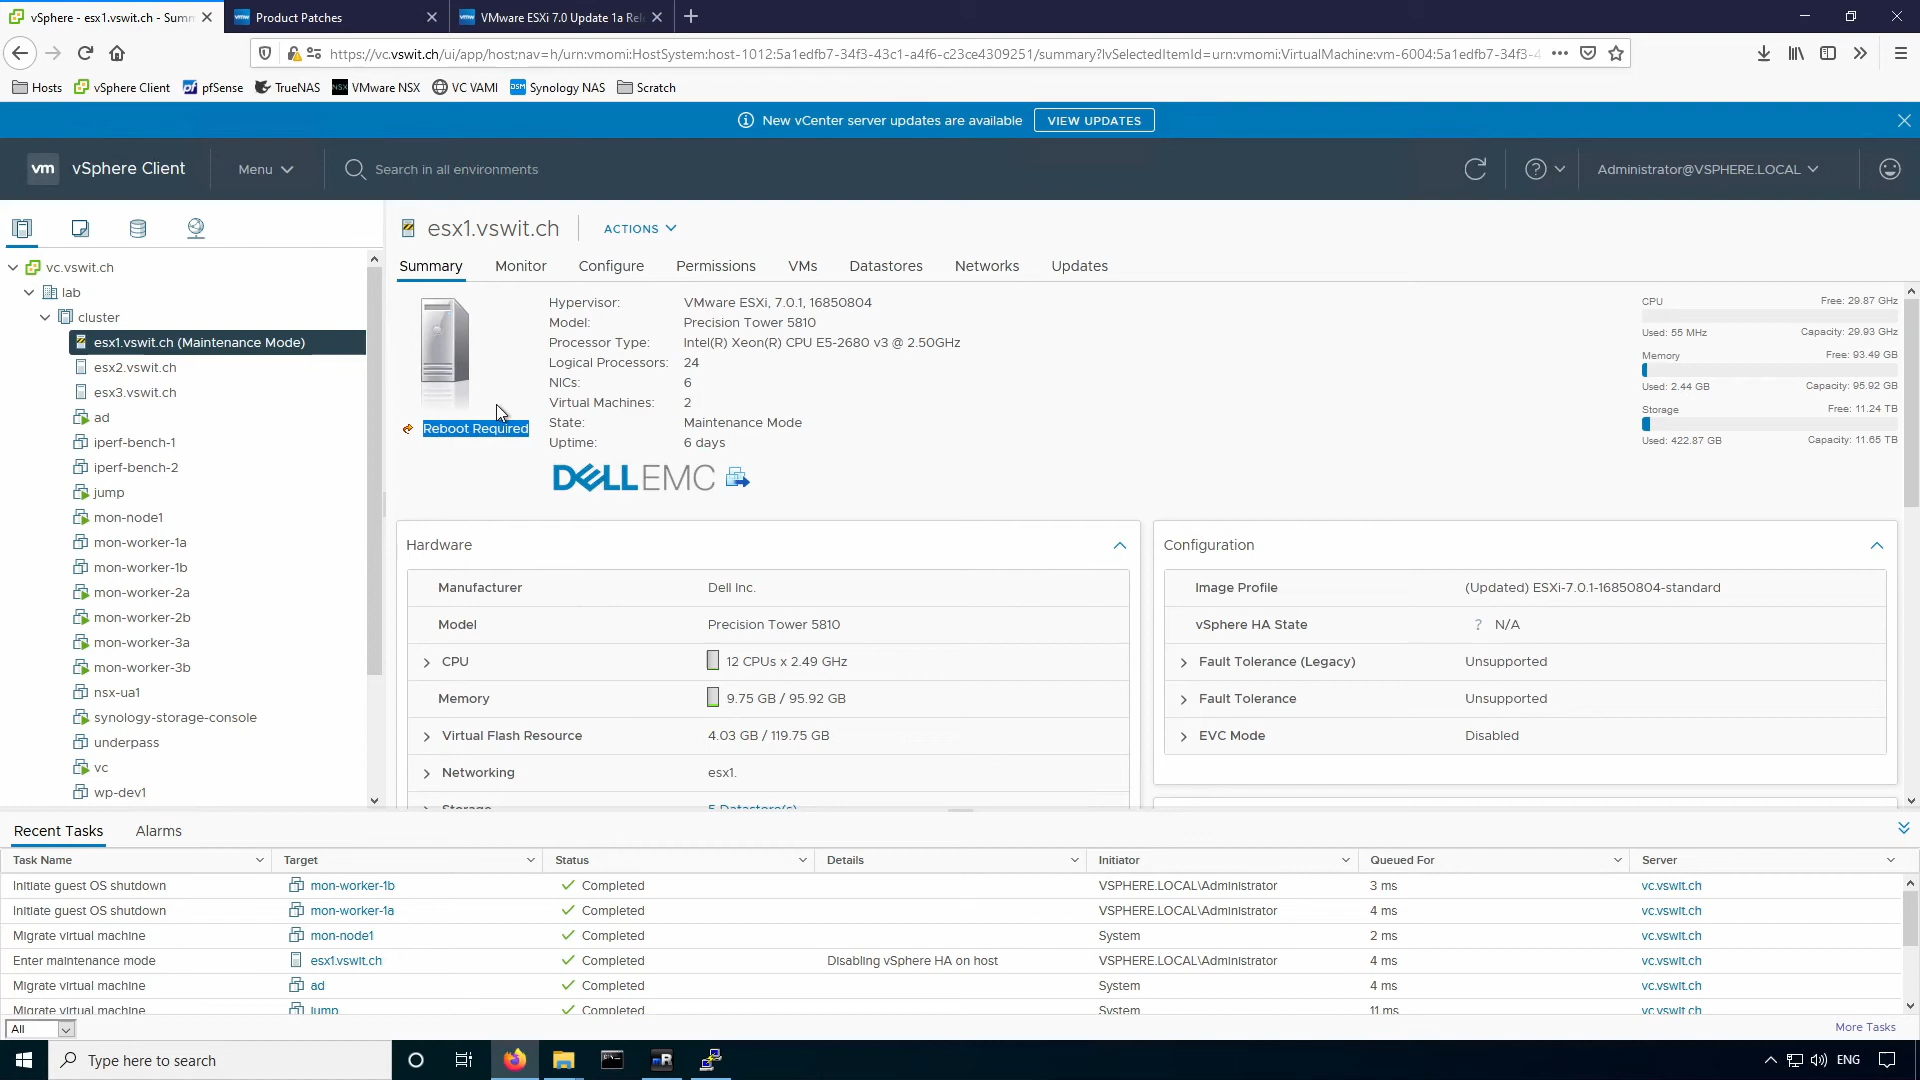 vSphere - esx1.vswit.ch - Summ
Product Patches
VMware ESXi 7.0 Update 1a Rel
https://vc.vswit.ch/ui/app/host;nav=h/urn:vmomi:HostSystem:host-1012:5a1edfb7-34f3-43c1-a4f6-c23ce4309251/summary?lvSelectedItemId=urn:vmomi:VirtualMachine:vm-6004:5a1edfb7-34f3-4
Hosts
vSphere Client
pfSense
TrueNAS
VMware NSX
VC VAMI
Synology NAS
Scratch
New vCenter server updates are available
VIEW UPDATES
vm
vSphere Client
Menu
Search in all environments
Administrator@VSPHERE.LOCAL
vc.vswit.ch
lab
cluster
esx1.vswit.ch (Maintenance Mode)
esx2.vswit.ch
esx3.vswit.ch
ad
iperf-bench-1
iperf-bench-2
jump
mon-node1
mon-worker-1a
mon-worker-1b
mon-worker-2a
mon-worker-2b
mon-worker-3a
mon-worker-3b
nsx-ua1
synology-storage-console
underpass
vc
wp-dev1
esx1.vswit.ch
ACTIONS
Summary
Monitor
Configure
Permissions
VMs
Datastores
Networks
Updates
Reboot Required
Hypervisor: VMware ESXi, 7.0.1, 16850804
Model: Precision Tower 5810
Processor Type: Intel(R) Xeon(R) CPU E5-2680 v3 @ 2.50GHz
Logical Processors: 24
NICs: 6
Virtual Machines: 2
State: Maintenance Mode
Uptime: 6 days
DELLEMC
CPU Free: 29.87 GHz
Used: 55 MHz Capacity: 29.93 GHz
Memory Free: 93.49 GB
Used: 2.44 GB Capacity: 95.92 GB
Storage Free: 11.24 TB
Used: 422.87 GB Capacity: 11.65 TB
Hardware
Manufacturer Dell Inc.
Model Precision Tower 5810
CPU 12 CPUs x 2.49 GHz
Memory 9.75 GB / 95.92 GB
Virtual Flash Resource 4.03 GB / 119.75 GB
Networking esx1.
Storage 5 Datastore(s)
Configuration
Image Profile (Updated) ESXi-7.0.1-16850804-standard
vSphere HA State ? N/A
Fault Tolerance (Legacy) Unsupported
Fault Tolerance Unsupported
EVC Mode Disabled
Recent Tasks
Alarms
Task Name Target Status Details Initiator Queued For Server
Initiate guest OS shutdown mon-worker-1b Completed VSPHERE.LOCAL\Administrator 3 ms vc.vswit.ch
Initiate guest OS shutdown mon-worker-1a Completed VSPHERE.LOCAL\Administrator 4 ms vc.vswit.ch
Migrate virtual machine mon-node1 Completed System 2 ms vc.vswit.ch
Enter maintenance mode esx1.vswit.ch Completed Disabling vSphere HA on host VSPHERE.LOCAL\Administrator 4 ms vc.vswit.ch
Migrate virtual machine ad Completed System 4 ms vc.vswit.ch
Migrate virtual machine jump Completed System 11 ms vc.vswit.ch
All
More Tasks
Type here to search
ENG